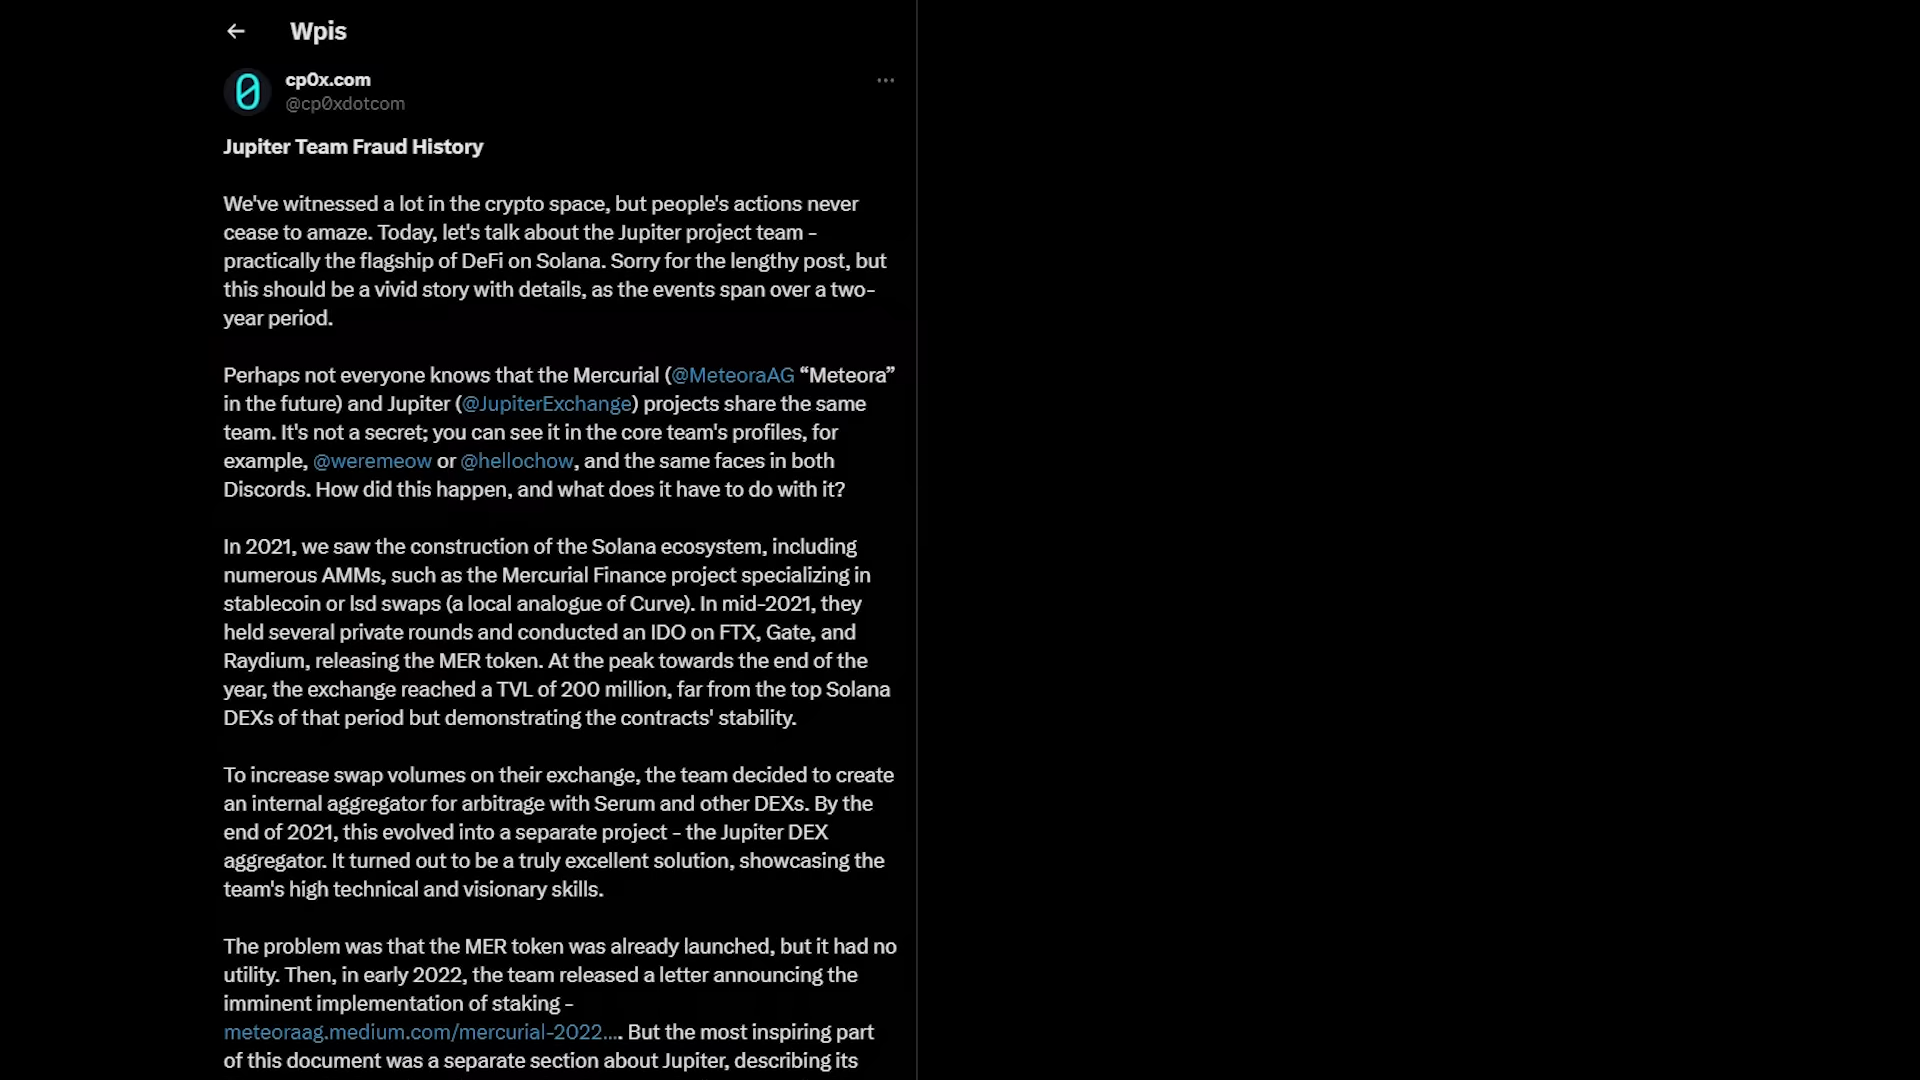 Wpis
cp0x.com
@cp0xdotcom
Jupiter Team Fraud History
We've witnessed a lot in the crypto space, but people's actions never
cease to amaze. Today, let's talk about the Jupiter project team -
practically the flagship of DeFi on Solana. Sorry for the lengthy post, but
this should be a vivid story with details, as the events span over a two-
year period.
Perhaps not everyone knows that the Mercurial (@MeteoraAG “Meteora”
in the future) and Jupiter (@JupiterExchange) projects share the same
team. It's not a secret; you can see it in the core team's profiles, for
example, @weremeow or @hellochow, and the same faces in both
Discords. How did this happen, and what does it have to do with it?
In 2021, we saw the construction of the Solana ecosystem, including
numerous AMMs, such as the Mercurial Finance project specializing in
stablecoin or lsd swaps (a local analogue of Curve). In mid-2021, they
held several private rounds and conducted an IDO on FTX, Gate, and
Raydium, releasing the MER token. At the peak towards the end of the
year, the exchange reached a TVL of 200 million, far from the top Solana
DEXs of that period but demonstrating the contracts' stability.
To increase swap volumes on their exchange, the team decided to create
an internal aggregator for arbitrage with Serum and other DEXs. By the
end of 2021, this evolved into a separate project - the Jupiter DEX
aggregator. It turned out to be a truly excellent solution, showcasing the
team's high technical and visionary skills.
The problem was that the MER token was already launched, but it had no
utility. Then, in early 2022, the team released a letter announcing the
imminent implementation of staking -
meteoraag.medium.com/mercurial-2022.... But the most inspiring part
of this document was a separate section about Jupiter, describing its